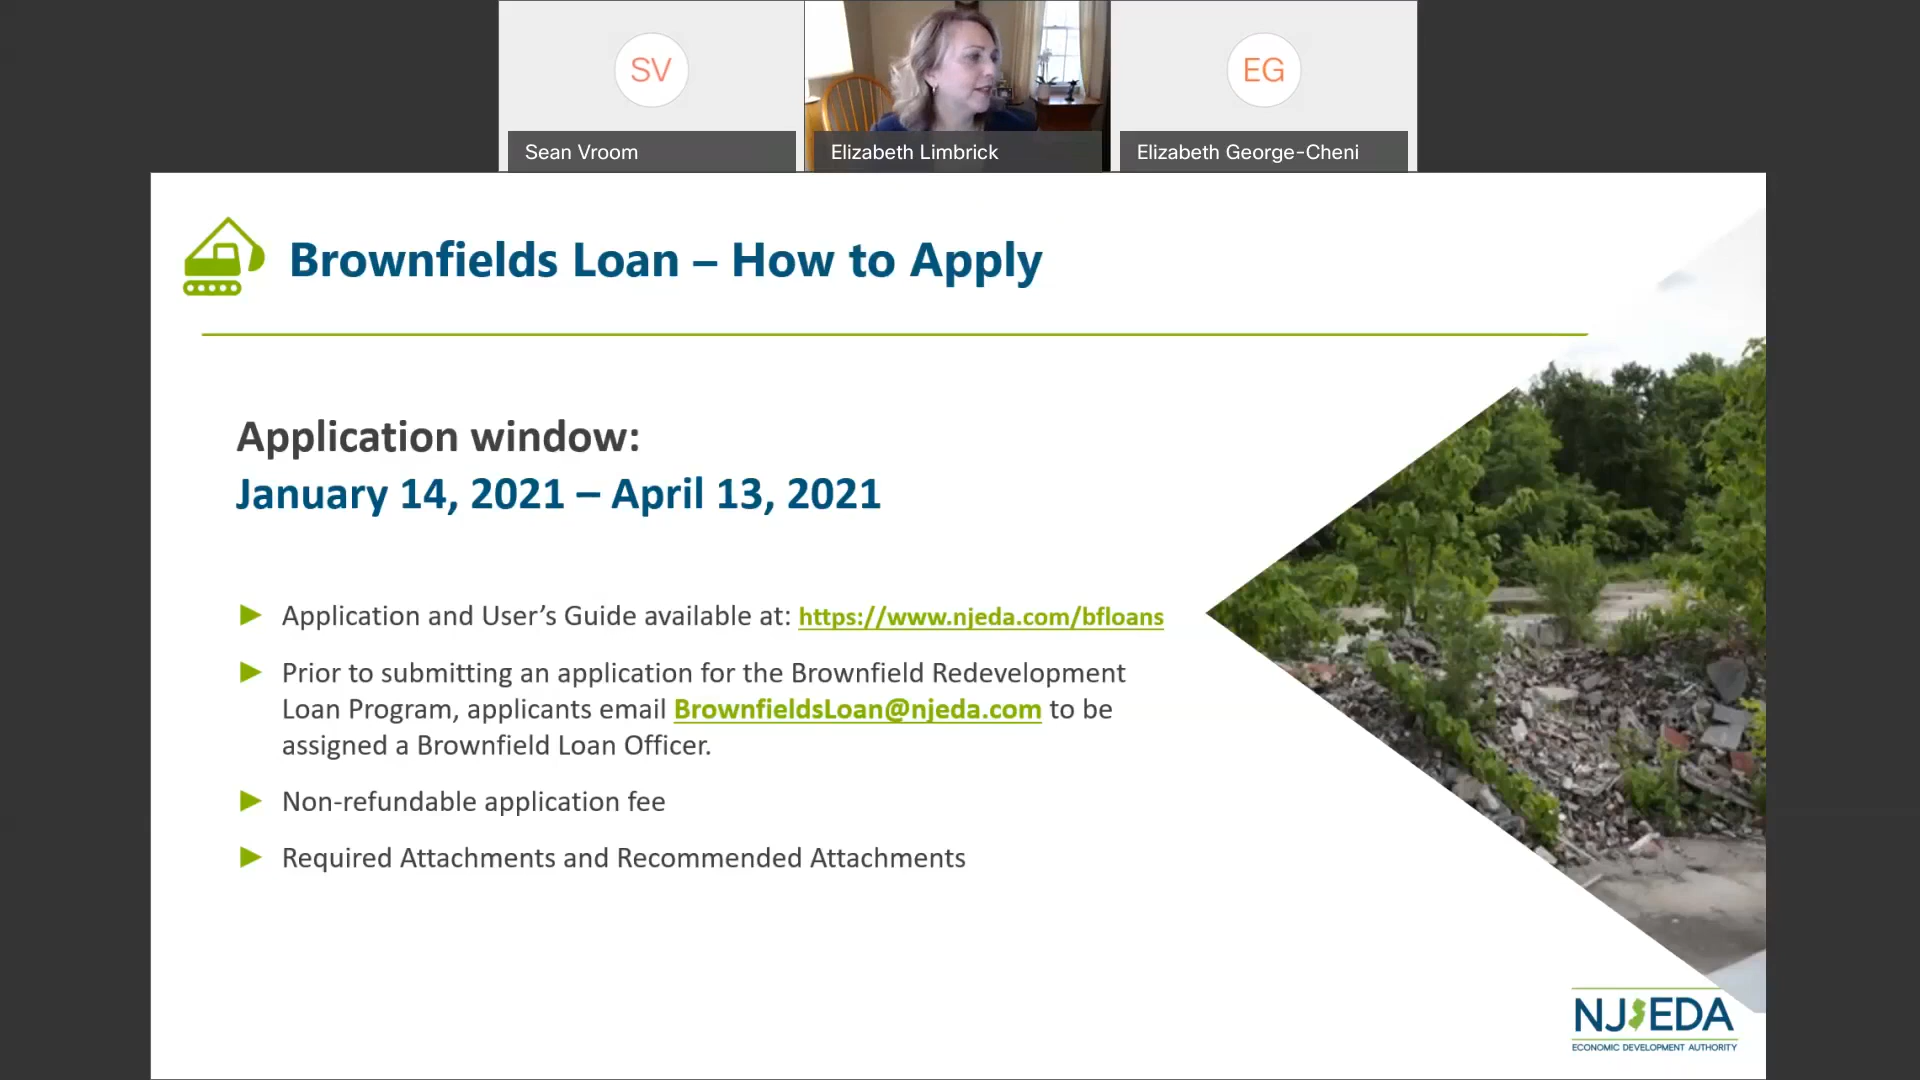 SV
EG
Sean Vroom
Elizabeth Limbrick
Elizabeth George-Cheni
Brownfields Loan – How to Apply
Application window:
January 14, 2021 – April 13, 2021
Application and User’s Guide available at: https://www.njeda.com/bfloans
Prior to submitting an application for the Brownfield Redevelopment
Loan Program, applicants email BrownfieldsLoan@njeda.com to be
assigned a Brownfield Loan Officer.
Non-refundable application fee
Required Attachments and Recommended Attachments
NJEDA
ECONOMIC DEVELOPMENT AUTHORITY